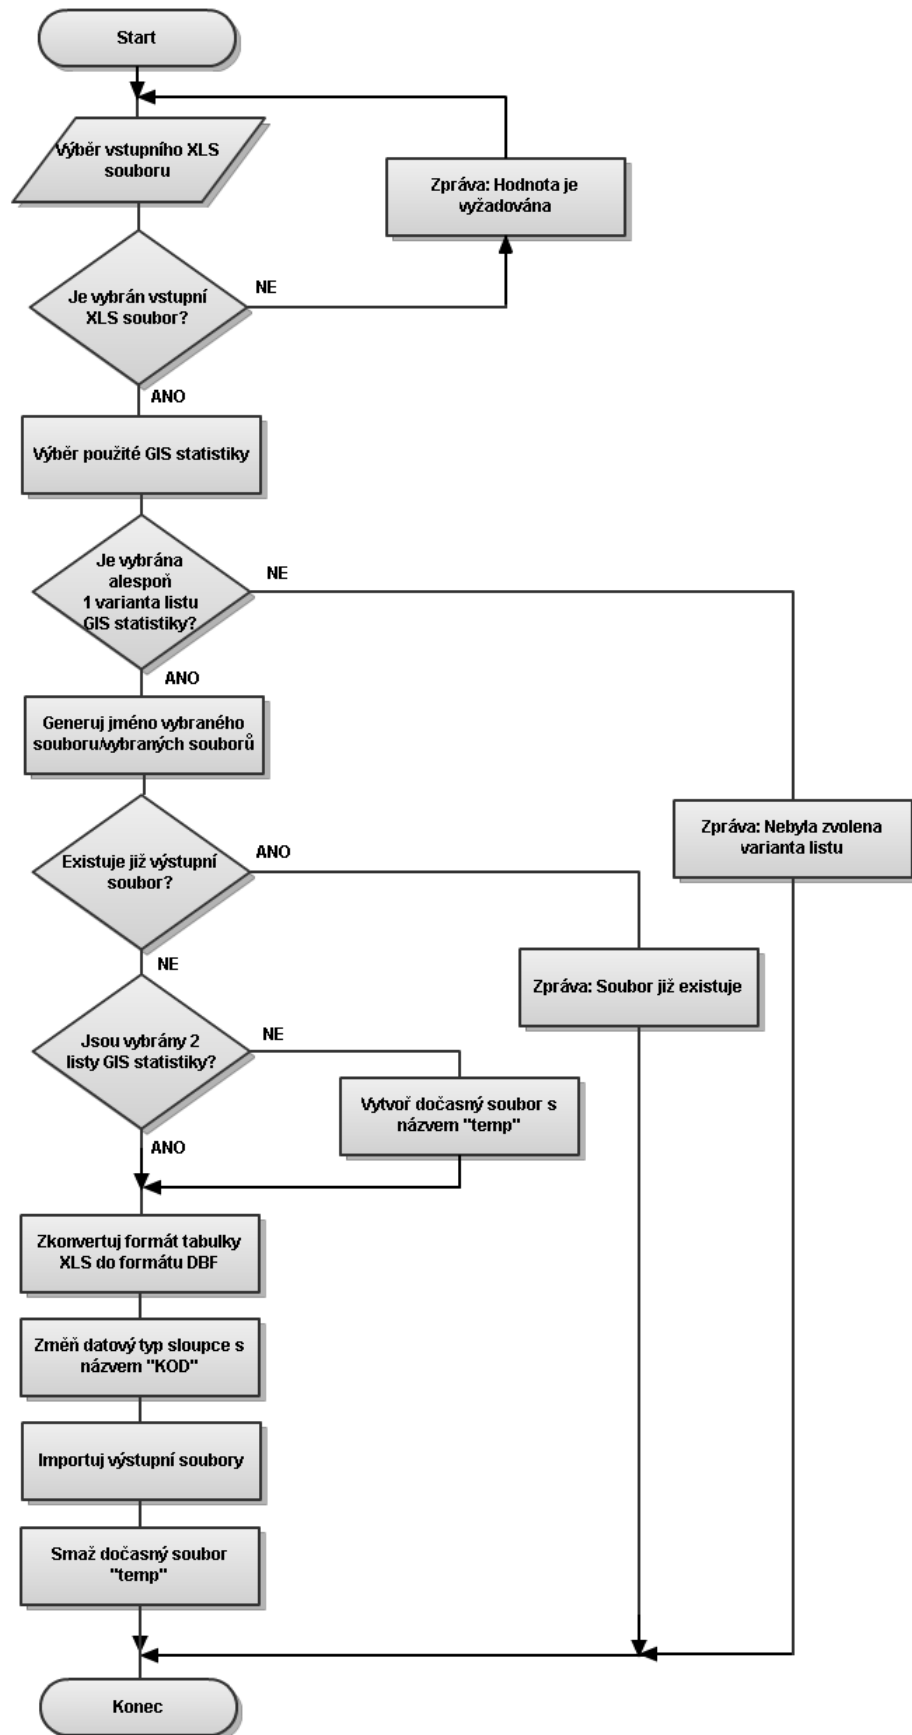 Start
Výběr vstupního XLS
souboru
Zpráva: Hodnota je
vyžadována
Je vybrán vstupní
XLS soubor?
NE
ANO
Výběr použité GIS statistiky
Je vybrána
alespoň
1 varianta listu
GIS statistiky?
NE
ANO
Generuj jméno vybraného
souboru/vybraných souborů
Zpráva: Nebyla zvolena
varianta listu
Existuje již výstupní
soubor?
ANO
NE
Zpráva: Soubor již existuje
Jsou vybrány 2
listy GIS statistiky?
NE
Vytvoř dočasný soubor s
názvem "temp"
ANO
Zkonvertuj formát tabulky
XLS do formátu DBF
Změň datový typ sloupce s
názvem "KOD"
Importuj výstupní soubory
Smaž dočasný soubor
"temp"
Konec